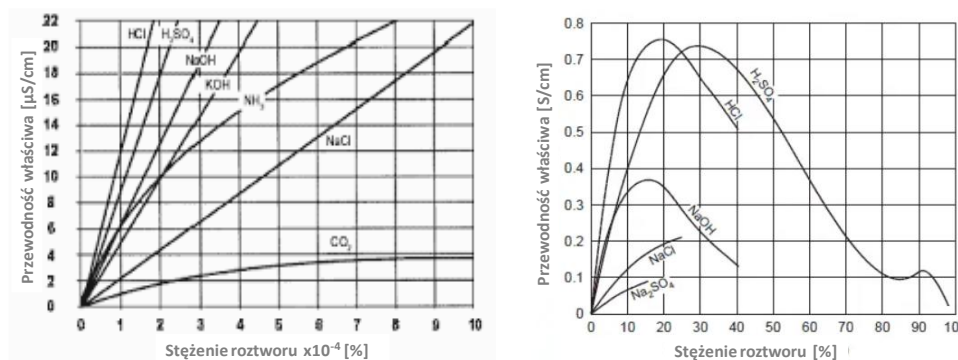 22
20
18
16
14
12
10
8
6
4
2
0
Przewodność właściwa [µS/cm]
HCl
H₂SO₄
NaOH
KOH
NH₃
NaCl
CO₂
0 1 2 3 4 5 6 7 8 9 10
Stężenie roztworu x10⁻⁴ [%]
0.8
0.7
0.6
0.5
0.4
0.3
0.2
0.1
0
Przewodność właściwa [S/cm]
H₂SO₄
HCl
NaOH
NaCl
Na₂SO₄
0 10 20 30 40 50 60 70 80 90 100
Stężenie roztworu [%]